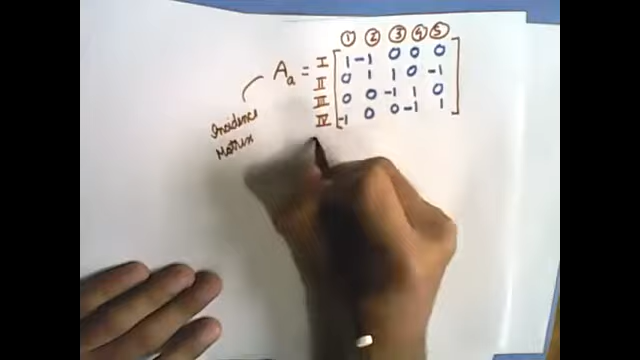 ① ② ③ ④ ⑤
Aa = I 1 -1 0 0 0
II 0 1 1 0 -1
III 0 0 -1 1 0
IV -1 0 0 -1 1
Incidence
Matrix